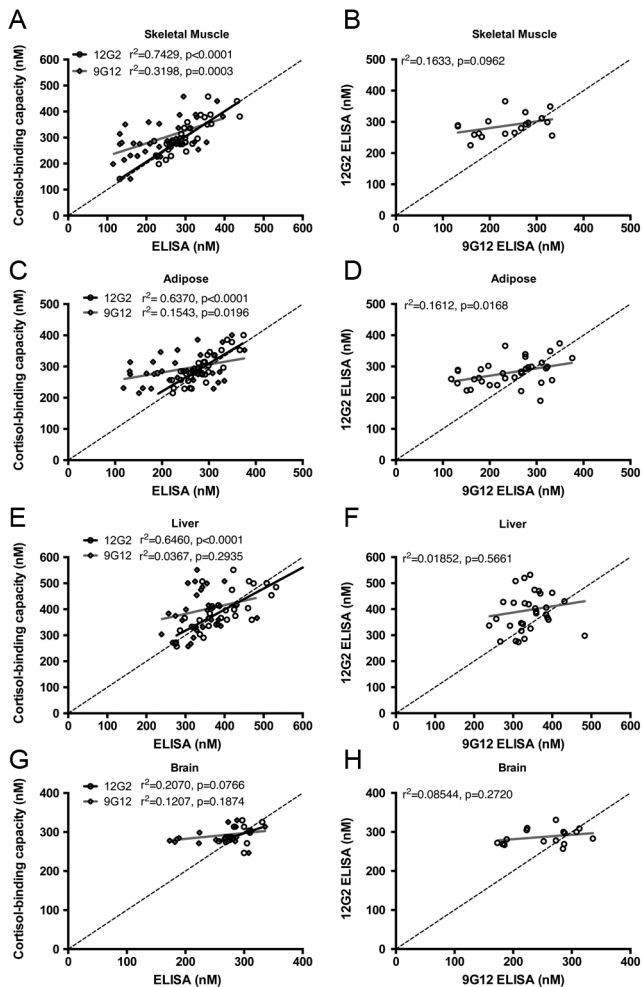 A
Skeletal Muscle
12G2 r²=0.7429, p<0.0001
9G12 r²=0.3198, p=0.0003
Cortisol-binding capacity (nM)
600
500
400
300
200
100
0
0 100 200 300 400 500 600
ELISA (nM)
B
Skeletal Muscle
r²=0.1633, p=0.0962
12G2 ELISA (nM)
500
400
300
200
100
0
0 100 200 300 400 500
9G12 ELISA (nM)
C
Adipose
12G2 r²= 0.6370, p<0.0001
9G12 r²= 0.1543, p=0.0196
Cortisol-binding capacity (nM)
500
400
300
200
100
0
0 100 200 300 400 500
ELISA (nM)
D
Adipose
r²=0.1612, p=0.0168
12G2 ELISA (nM)
500
400
300
200
100
0
0 100 200 300 400 500
9G12 ELISA (nM)
E
Liver
12G2 r²=0.6460, p<0.0001
9G12 r²=0.0367, p=0.2935
Cortisol-binding capacity (nM)
600
500
400
300
200
100
0
0 100 200 300 400 500 600
ELISA (nM)
F
Liver
r²=0.01852, p=0.5661
12G2 ELISA (nM)
600
500
400
300
200
100
0
0 100 200 300 400 500 600
9G12 ELISA (nM)
G
Brain
12G2 r²=0.2070, p=0.0766
9G12 r²=0.1207, p=0.1874
Cortisol-binding capacity (nM)
400
300
200
100
0
0 100 200 300 400
ELISA (nM)
H
Brain
r²=0.08544, p=0.2720
12G2 ELISA (nM)
400
300
200
100
0
0 100 200 300 400
9G12 ELISA (nM)